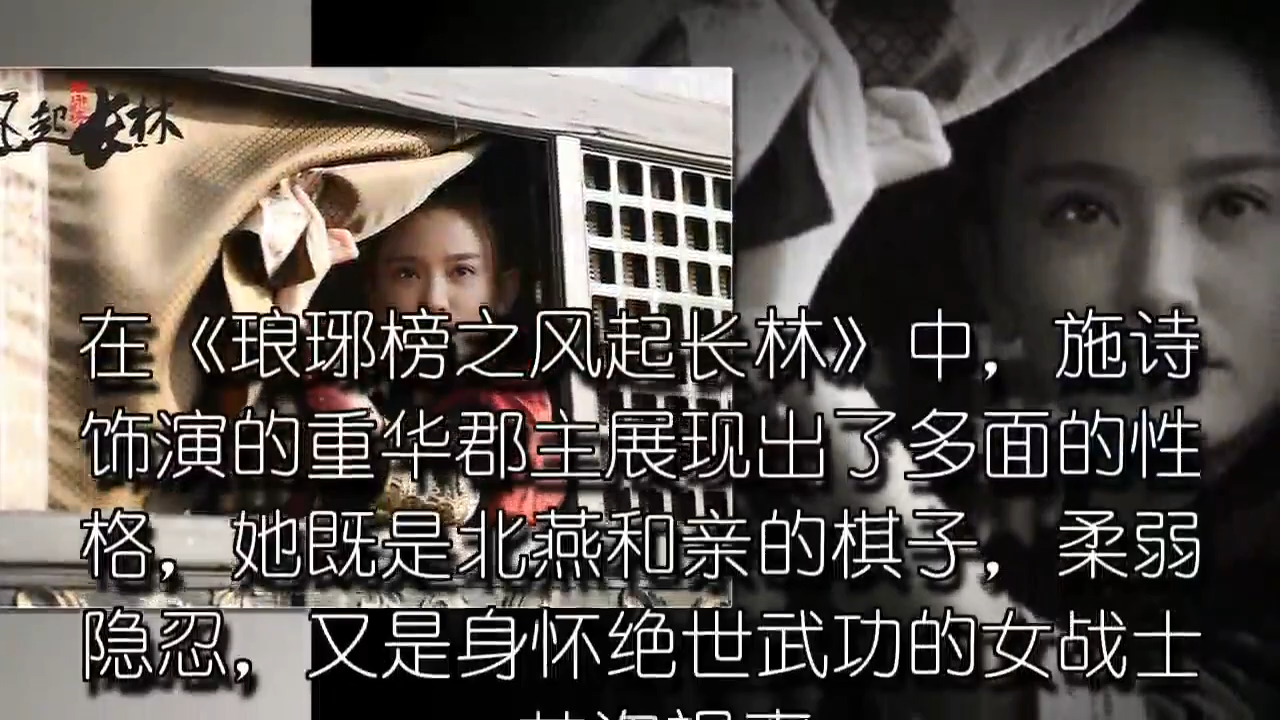 起长林
在《琅琊榜之风起长林》中，施诗
饰演的重华郡主展现出了多面的性
格，她既是北燕和亲的棋子，柔弱
隐忍，又是身怀绝世武功的女战士